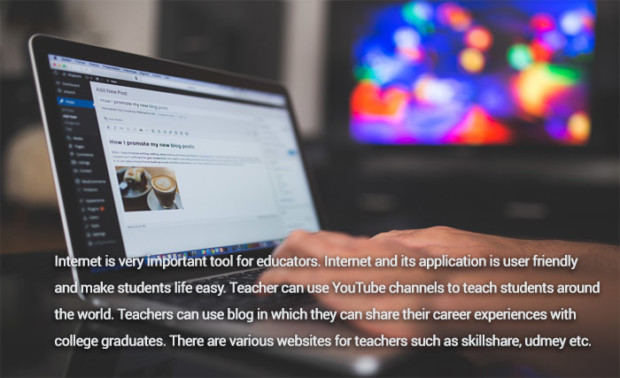 Add New Post
How I promote my new blog posts
How I promote my new blog posts
Internet is very important tool for educators. Internet and its application is user friendly
and make students life easy. Teacher can use YouTube channels to teach students around
the world. Teachers can use blog in which they can share their career experiences with
college graduates. There are various websites for teachers such as skillshare, udmey etc.